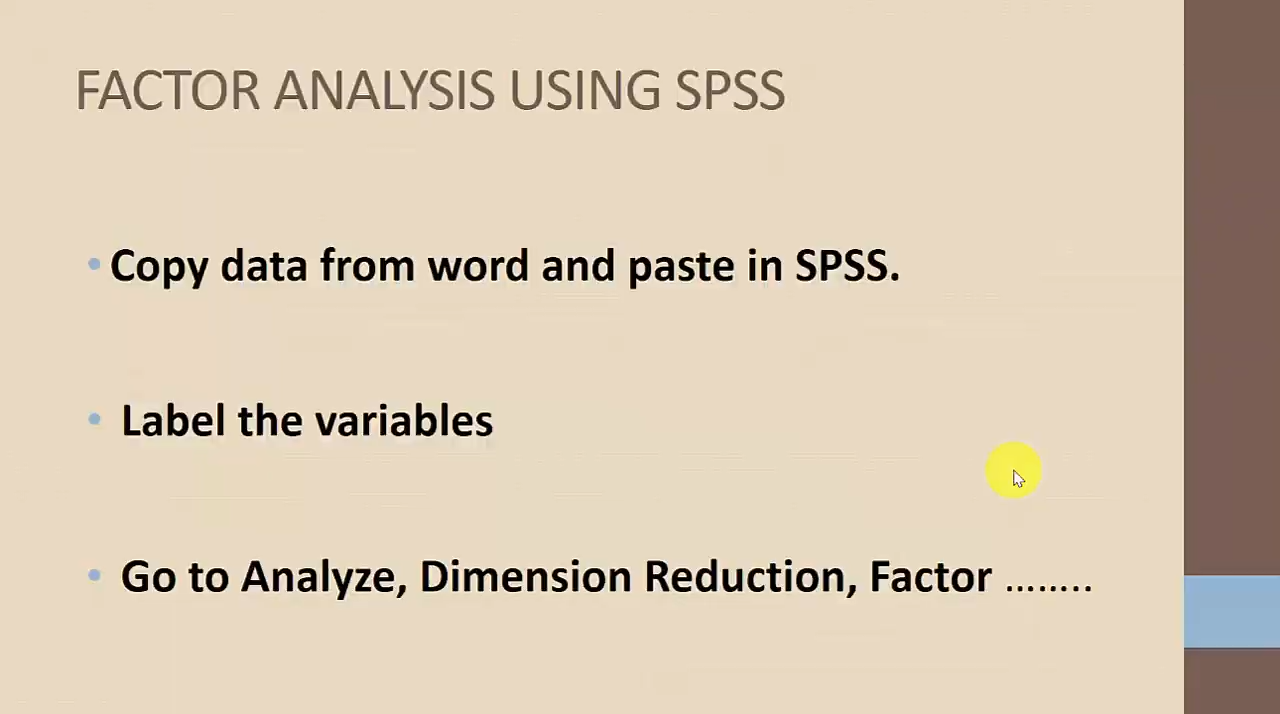 FACTOR ANALYSIS USING SPSS
• Copy data from word and paste in SPSS.
• Label the variables
• Go to Analyze, Dimension Reduction, Factor ........